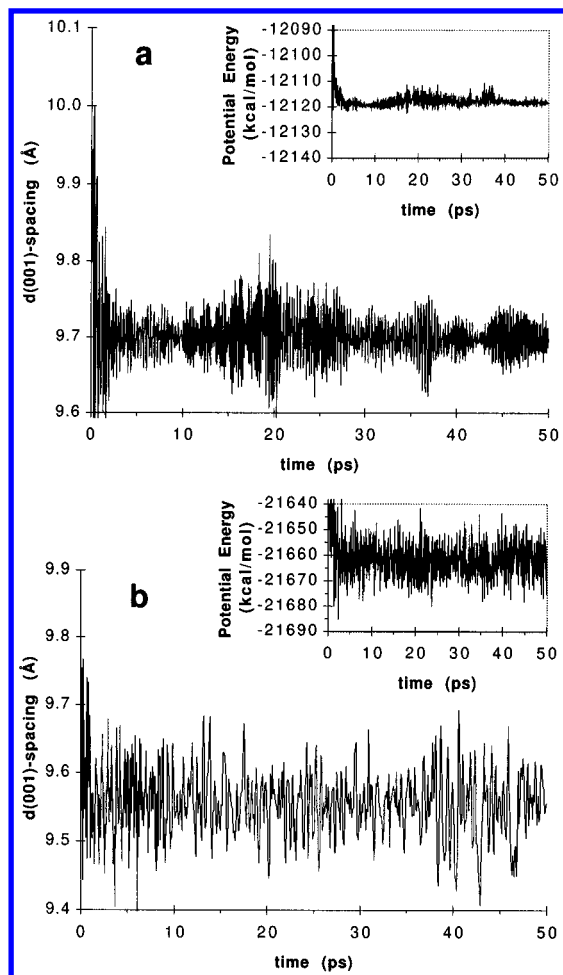 a
10.1
10.0
9.9
9.8
9.7
9.6
d(001)-spacing (Å)
0 10 20 30 40 50
time (ps)
-12090
-12100
-12110
-12120
-12130
-12140
Potential Energy
(kcal/mol)
0 10 20 30 40 50
time (ps)
b
9.9
9.8
9.7
9.6
9.5
9.4
d(001)-spacing (Å)
0 10 20 30 40 50
time (ps)
-21640
-21650
-21660
-21670
-21680
-21690
Potential Energy
(kcal/mol)
0 10 20 30 40 50
time (ps)